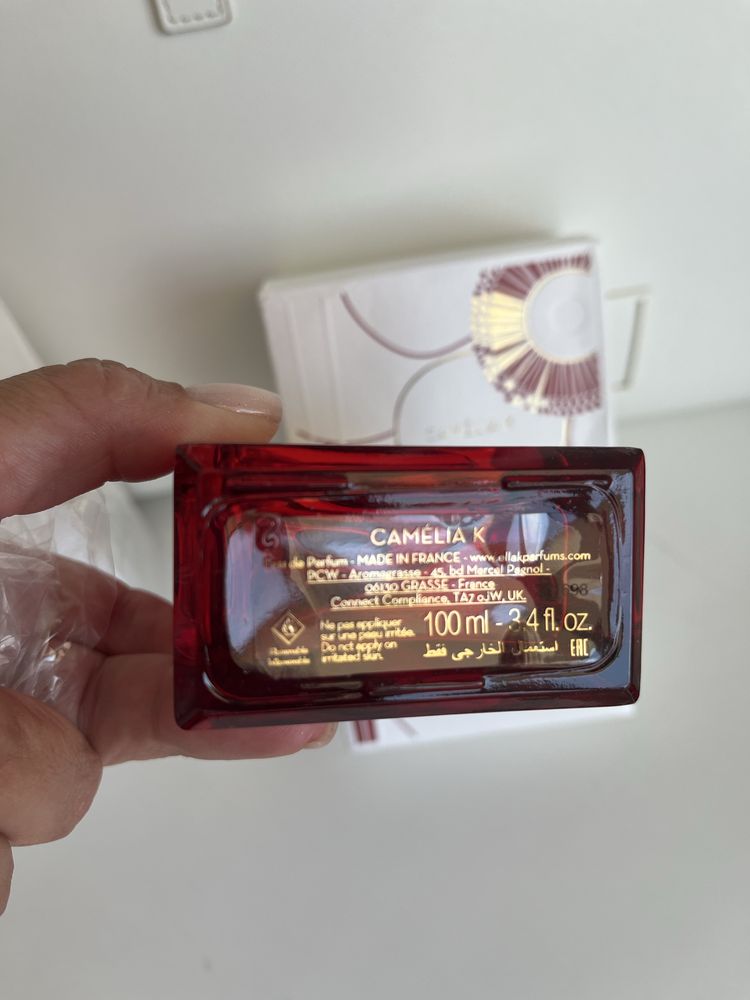 CAMÉLIA K
Eau de Parfum - MADE IN FRANCE - www.ellakparfums.com
PCW - Aromagrasse - 45, bd Marcel Pagnol -
06130 GRASSE - France
Connect Compliance, TA7 0JW, UK.
Ne pas appliquer
sur une peau irritée.
Do not apply on
irritated skin.
100 ml - 3.4 fl. oz.
استعمال الخارجي فقط
EAC
698